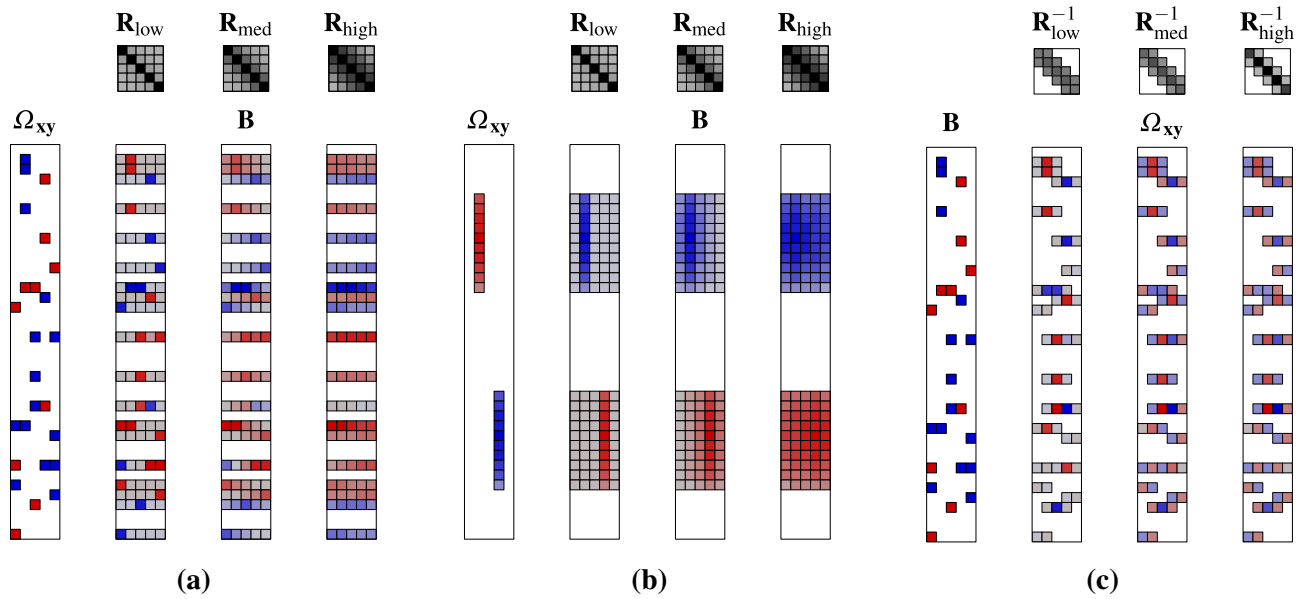 R_low R_med R_high
Ω_xy B
(a)
R_low R_med R_high
Ω_xy B
(b)
R_low^−1 R_med^−1 R_high^−1
B Ω_xy
(c)